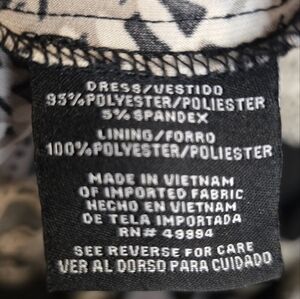 DRESS/VESTIDO
95%POLYESTER/POLIESTER
5% SPANDEX
LINING/FORRO
100%POLYESTER/POLIESTER
MADE IN VIETNAM
OF IMPORTED FABRIC
HECHO EN VIETNAM
DE TELA IMPORTADA
RN# 49994
SEE REVERSE FOR CARE
VER AL DORSO PARA CUIDADO